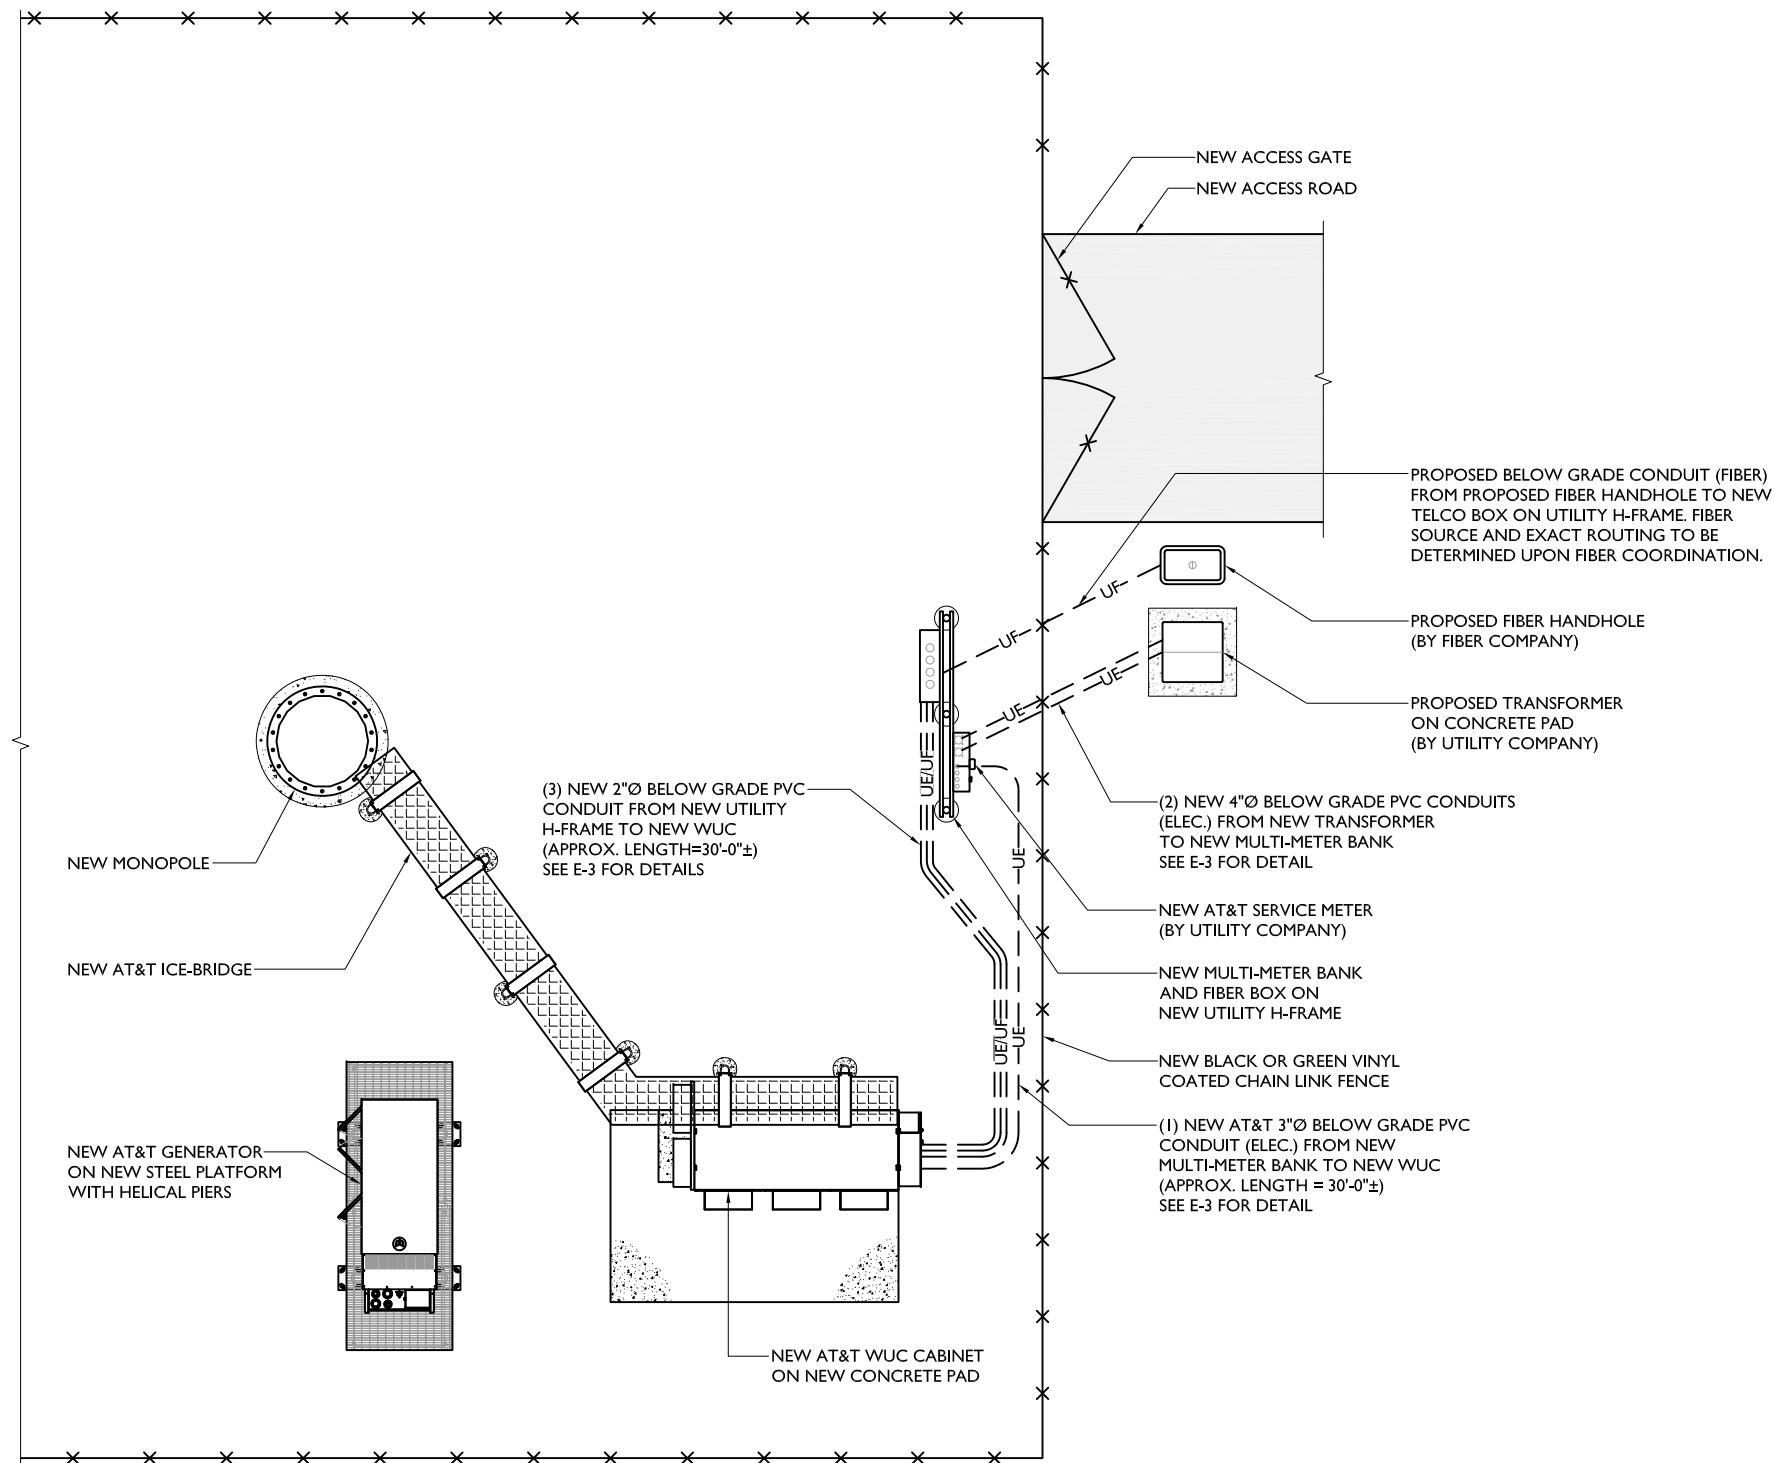 NEW ACCESS GATE
NEW ACCESS ROAD
PROPOSED BELOW GRADE CONDUIT (FIBER)
FROM PROPOSED FIBER HANDHOLE TO NEW
TELCO BOX ON UTILITY H-FRAME. FIBER
SOURCE AND EXACT ROUTING TO BE
DETERMINED UPON FIBER COORDINATION.
UF
UF
PROPOSED FIBER HANDHOLE
(BY FIBER COMPANY)
UE
UE
PROPOSED TRANSFORMER
ON CONCRETE PAD
(BY UTILITY COMPANY)
UE/UF
(3) NEW 2"Ø BELOW GRADE PVC
CONDUIT FROM NEW UTILITY
H-FRAME TO NEW WUC
(APPROX. LENGTH=30'-0"±)
SEE E-3 FOR DETAILS
(2) NEW 4"Ø BELOW GRADE PVC CONDUITS
(ELEC.) FROM NEW TRANSFORMER
TO NEW MULTI-METER BANK
SEE E-3 FOR DETAIL
NEW MONOPOLE
UE
NEW AT&T SERVICE METER
(BY UTILITY COMPANY)
NEW AT&T ICE-BRIDGE
NEW MULTI-METER BANK
AND FIBER BOX ON
NEW UTILITY H-FRAME
UE/UF
UE
NEW BLACK OR GREEN VINYL
COATED CHAIN LINK FENCE
(1) NEW AT&T 3"Ø BELOW GRADE PVC
CONDUIT (ELEC.) FROM NEW
MULTI-METER BANK TO NEW WUC
(APPROX. LENGTH = 30'-0"±)
SEE E-3 FOR DETAIL
NEW AT&T GENERATOR
ON NEW STEEL PLATFORM
WITH HELICAL PIERS
NEW AT&T WUC CABINET
ON NEW CONCRETE PAD